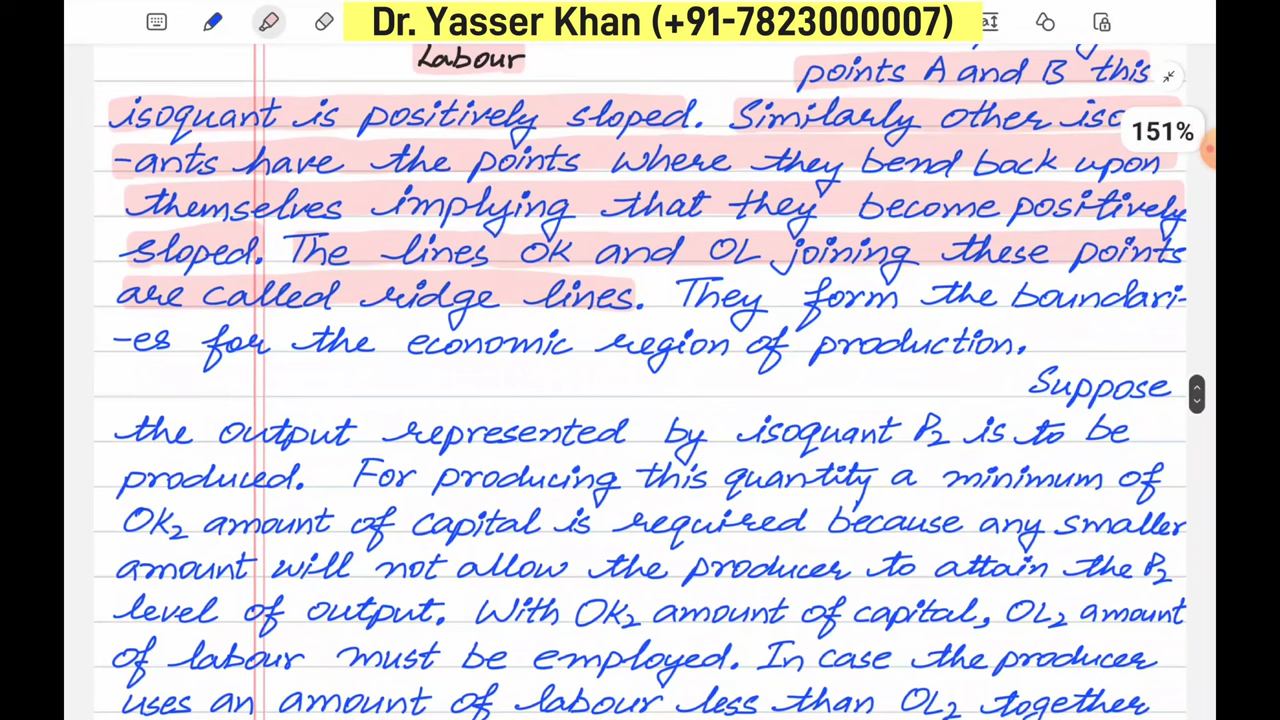 Dr. Yasser Khan (+91-7823000007)
Labour
points A and B this
151%
isoquant is positively sloped. Similarly other iso
-ants have the points where they bend back upon
themselves implying that they become positively
sloped. The lines OK and OL joining these points
are called ridge lines. They form the boundari-
-es for the economic region of production.
Suppose
the output represented by isoquant P₂ is to be
produced. For producing this quantity a minimum of
OK₂ amount of capital is required because any smaller
amount will not allow the producer to attain the P₂
level of output. With OK₂ amount of capital, OL₂ amount
of labour must be employed. In case the producer
uses an amount of labour less than OL₂ together